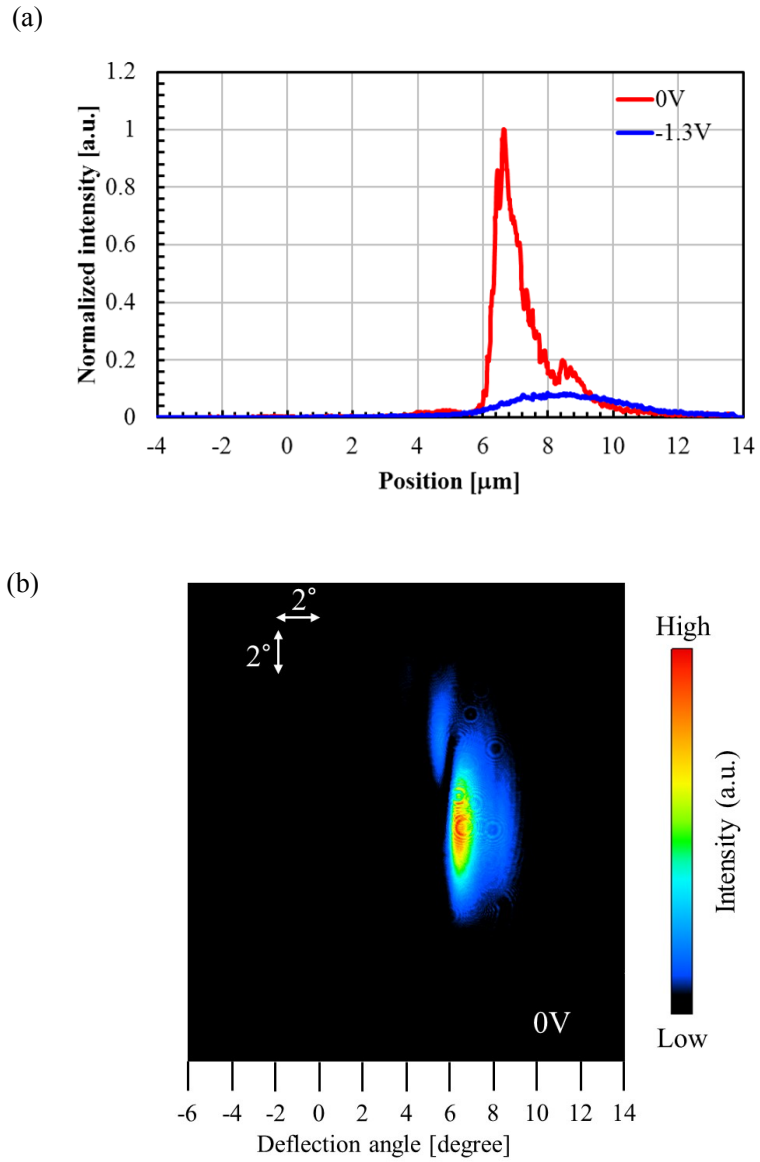 (a)
1.2
1
0.8
0.6
0.4
0.2
0
Normalized intensity [a.u.]
0V
-1.3V
-4 -2 0 2 4 6 8 10 12 14
Position [μm]
(b)
2°
2°
0V
High
Low
Intensity (a.u.)
-6 -4 -2 0 2 4 6 8 10 12 14
Deflection angle [degree]